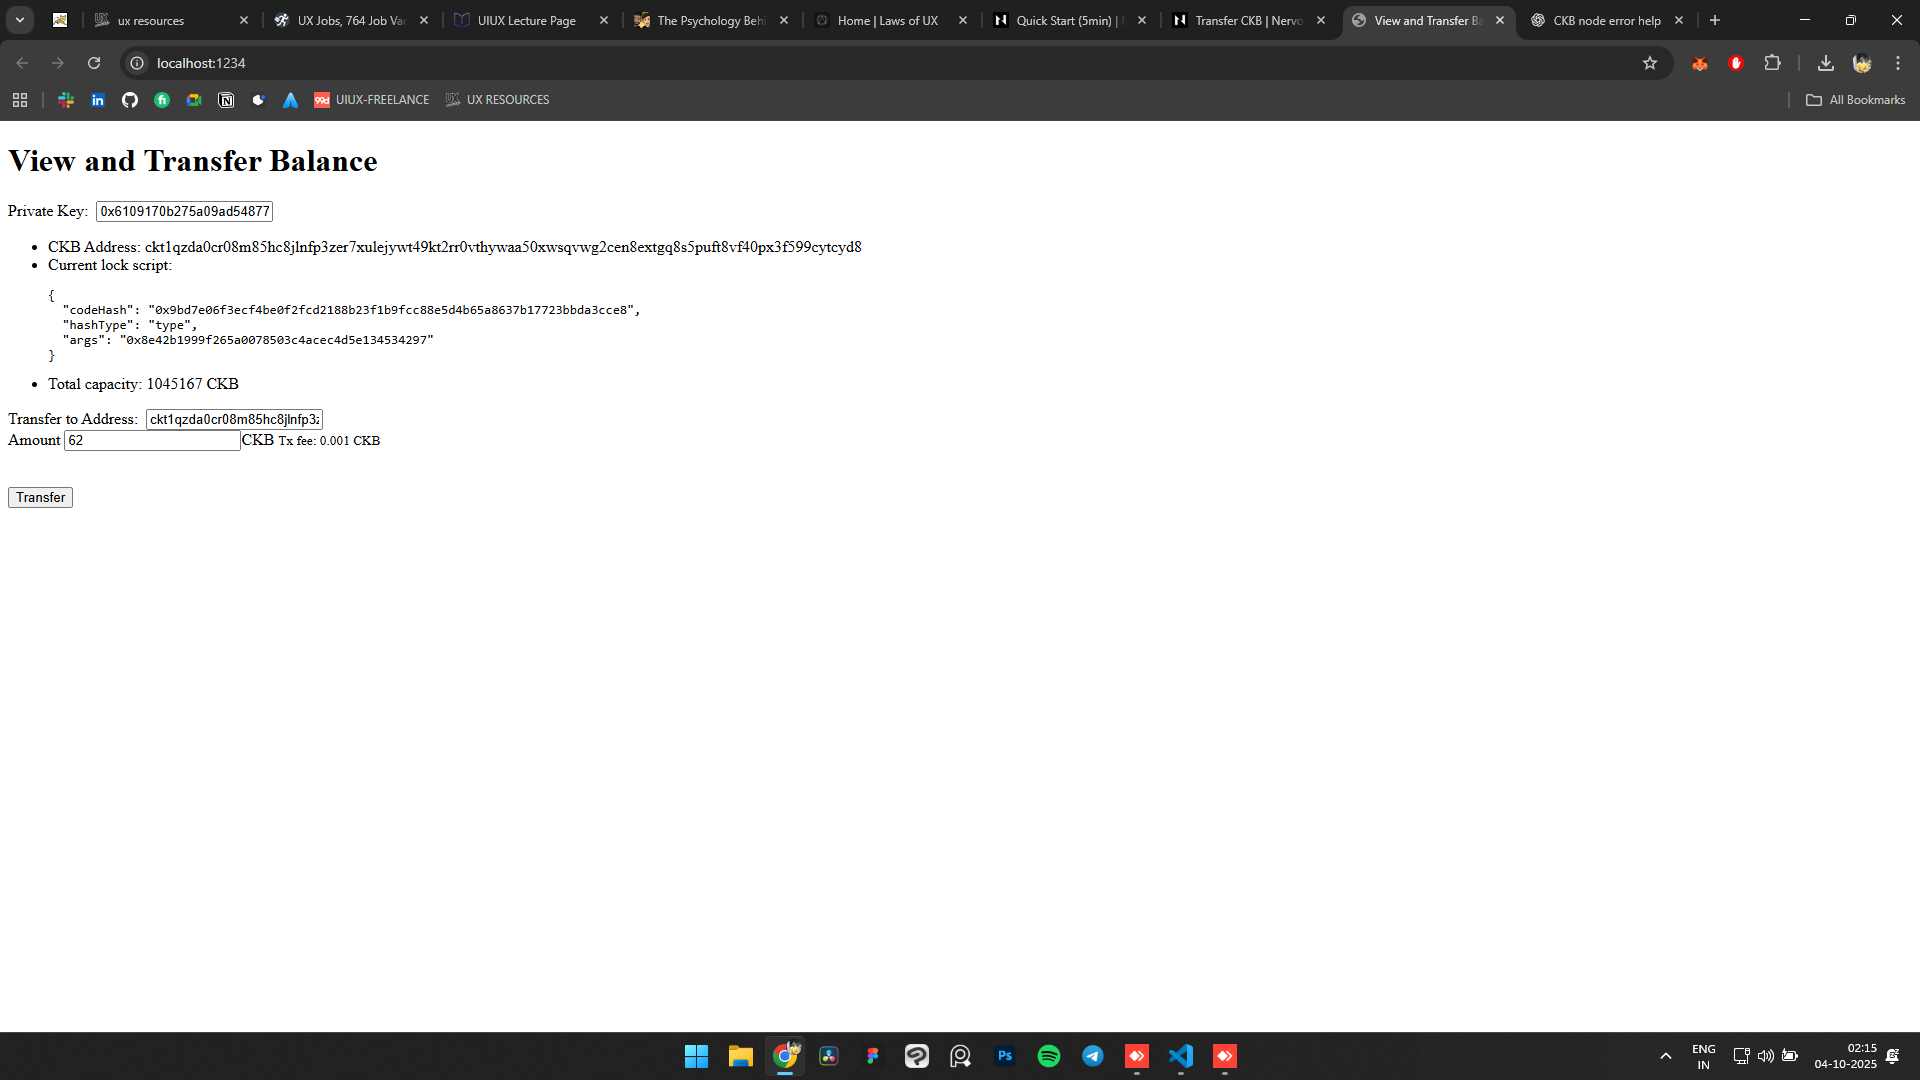 ux resources
UX Jobs, 764 Job Vac
UIUX Lecture Page
The Psychology Behi
Home | Laws of UX
Quick Start (5min) |
Transfer CKB | Nervo
View and Transfer Ba
CKB node error help
localhost:1234
UIUX-FREELANCE
UX RESOURCES
All Bookmarks
View and Transfer Balance
Private Key: 0x6109170b275a09ad54877
CKB Address: ckt1qzda0cr08m85hc8jlnfp3zer7xulejywt49kt2rr0vthywaa50xwsqvwg2cen8extgq8s5puft8vf40px3f599cytcyd8
Current lock script:
{
"codeHash": "0x9bd7e06f3ecf4be0f2fcd2188b23f1b9fcc88e5d4b65a8637b17723bbda3cce8",
"hashType": "type",
"args": "0x8e42b1999f265a0078503c4acec4d5e134534297"
}
Total capacity: 1045167 CKB
Transfer to Address: ckt1qzda0cr08m85hc8jlnfp3z
Amount 62 CKB Tx fee: 0.001 CKB
Transfer
ENG
IN
02:15
04-10-2025